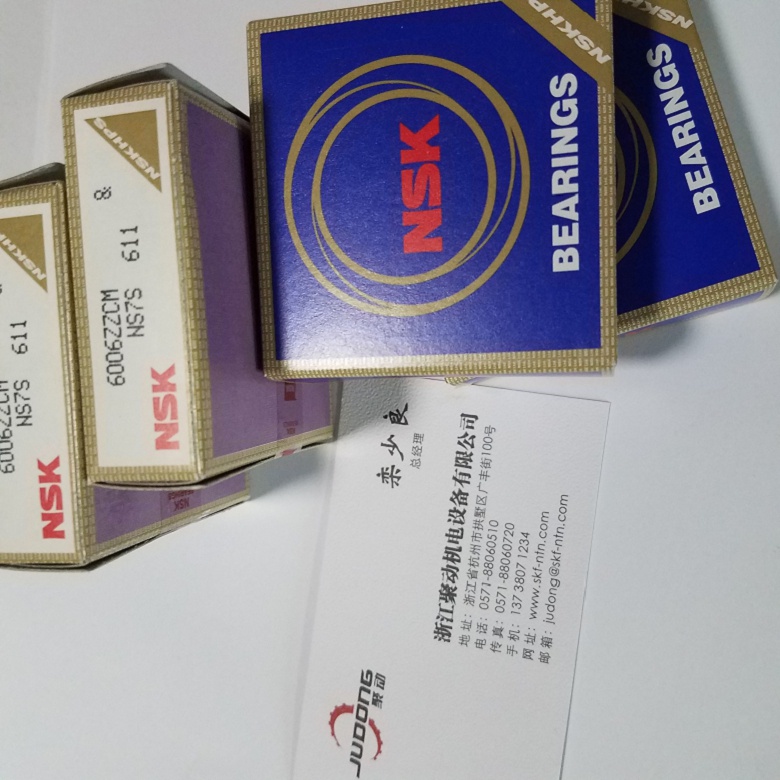 NSKHPS
6006ZZCM
NS7S 611
NSK
NSKHPS
&
6006ZZCM
NS7S 611
NSK
NSKHPS
NSK
BEARINGS
NSKHPS
BEARINGS
栾少良
总经理
浙江聚动机电设备有限公司
地 址: 浙江省杭州市拱墅区广丰街100号
电 话: 0571-88060510
传 真: 0571-88060720
手 机: 137 3807 1234
网 址: www.skf-ntn.com
邮 箱: judong@skf-ntn.com
JUDONG
聚动